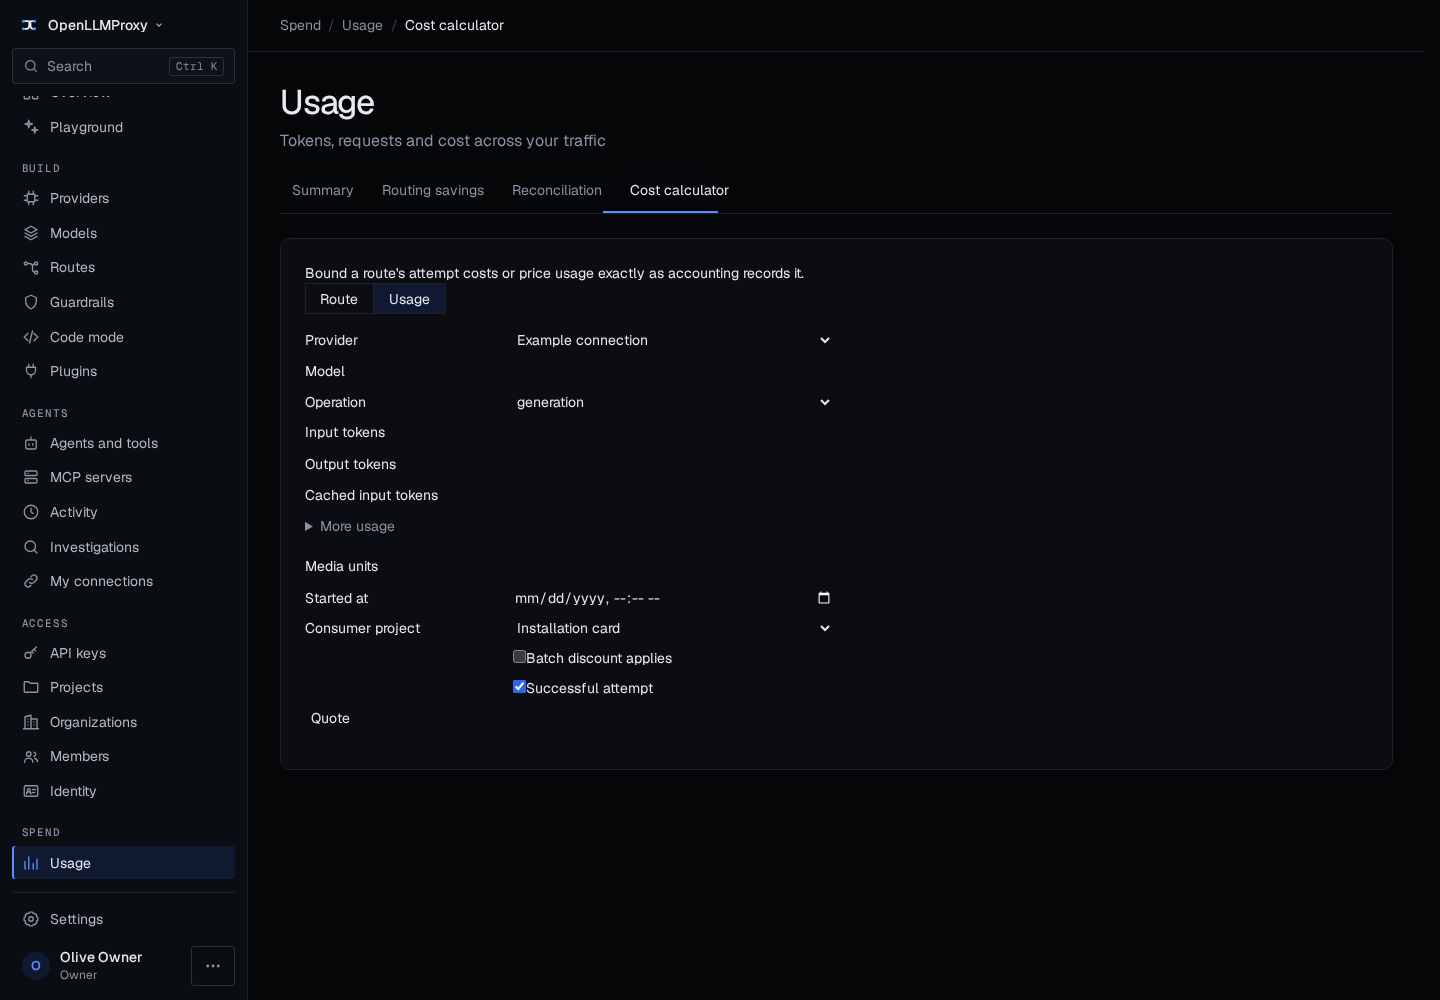 OpenLLMProxy
Search
Ctrl K
Overview
Playground
BUILD
Providers
Models
Routes
Guardrails
Code mode
Plugins
AGENTS
Agents and tools
MCP servers
Activity
Investigations
My connections
ACCESS
API keys
Projects
Organizations
Members
Identity
SPEND
Usage
Settings
O
Olive Owner
Owner
Spend / Usage / Cost calculator
Usage
Tokens, requests and cost across your traffic
Summary Routing savings Reconciliation Cost calculator
Bound a route's attempt costs or price usage exactly as accounting records it.
Route Usage
Provider Example connection
Model
Operation generation
Input tokens
Output tokens
Cached input tokens
More usage
Media units
Started at mm/dd/yyyy, --:-- --
Consumer project Installation card
Batch discount applies
Successful attempt
Quote